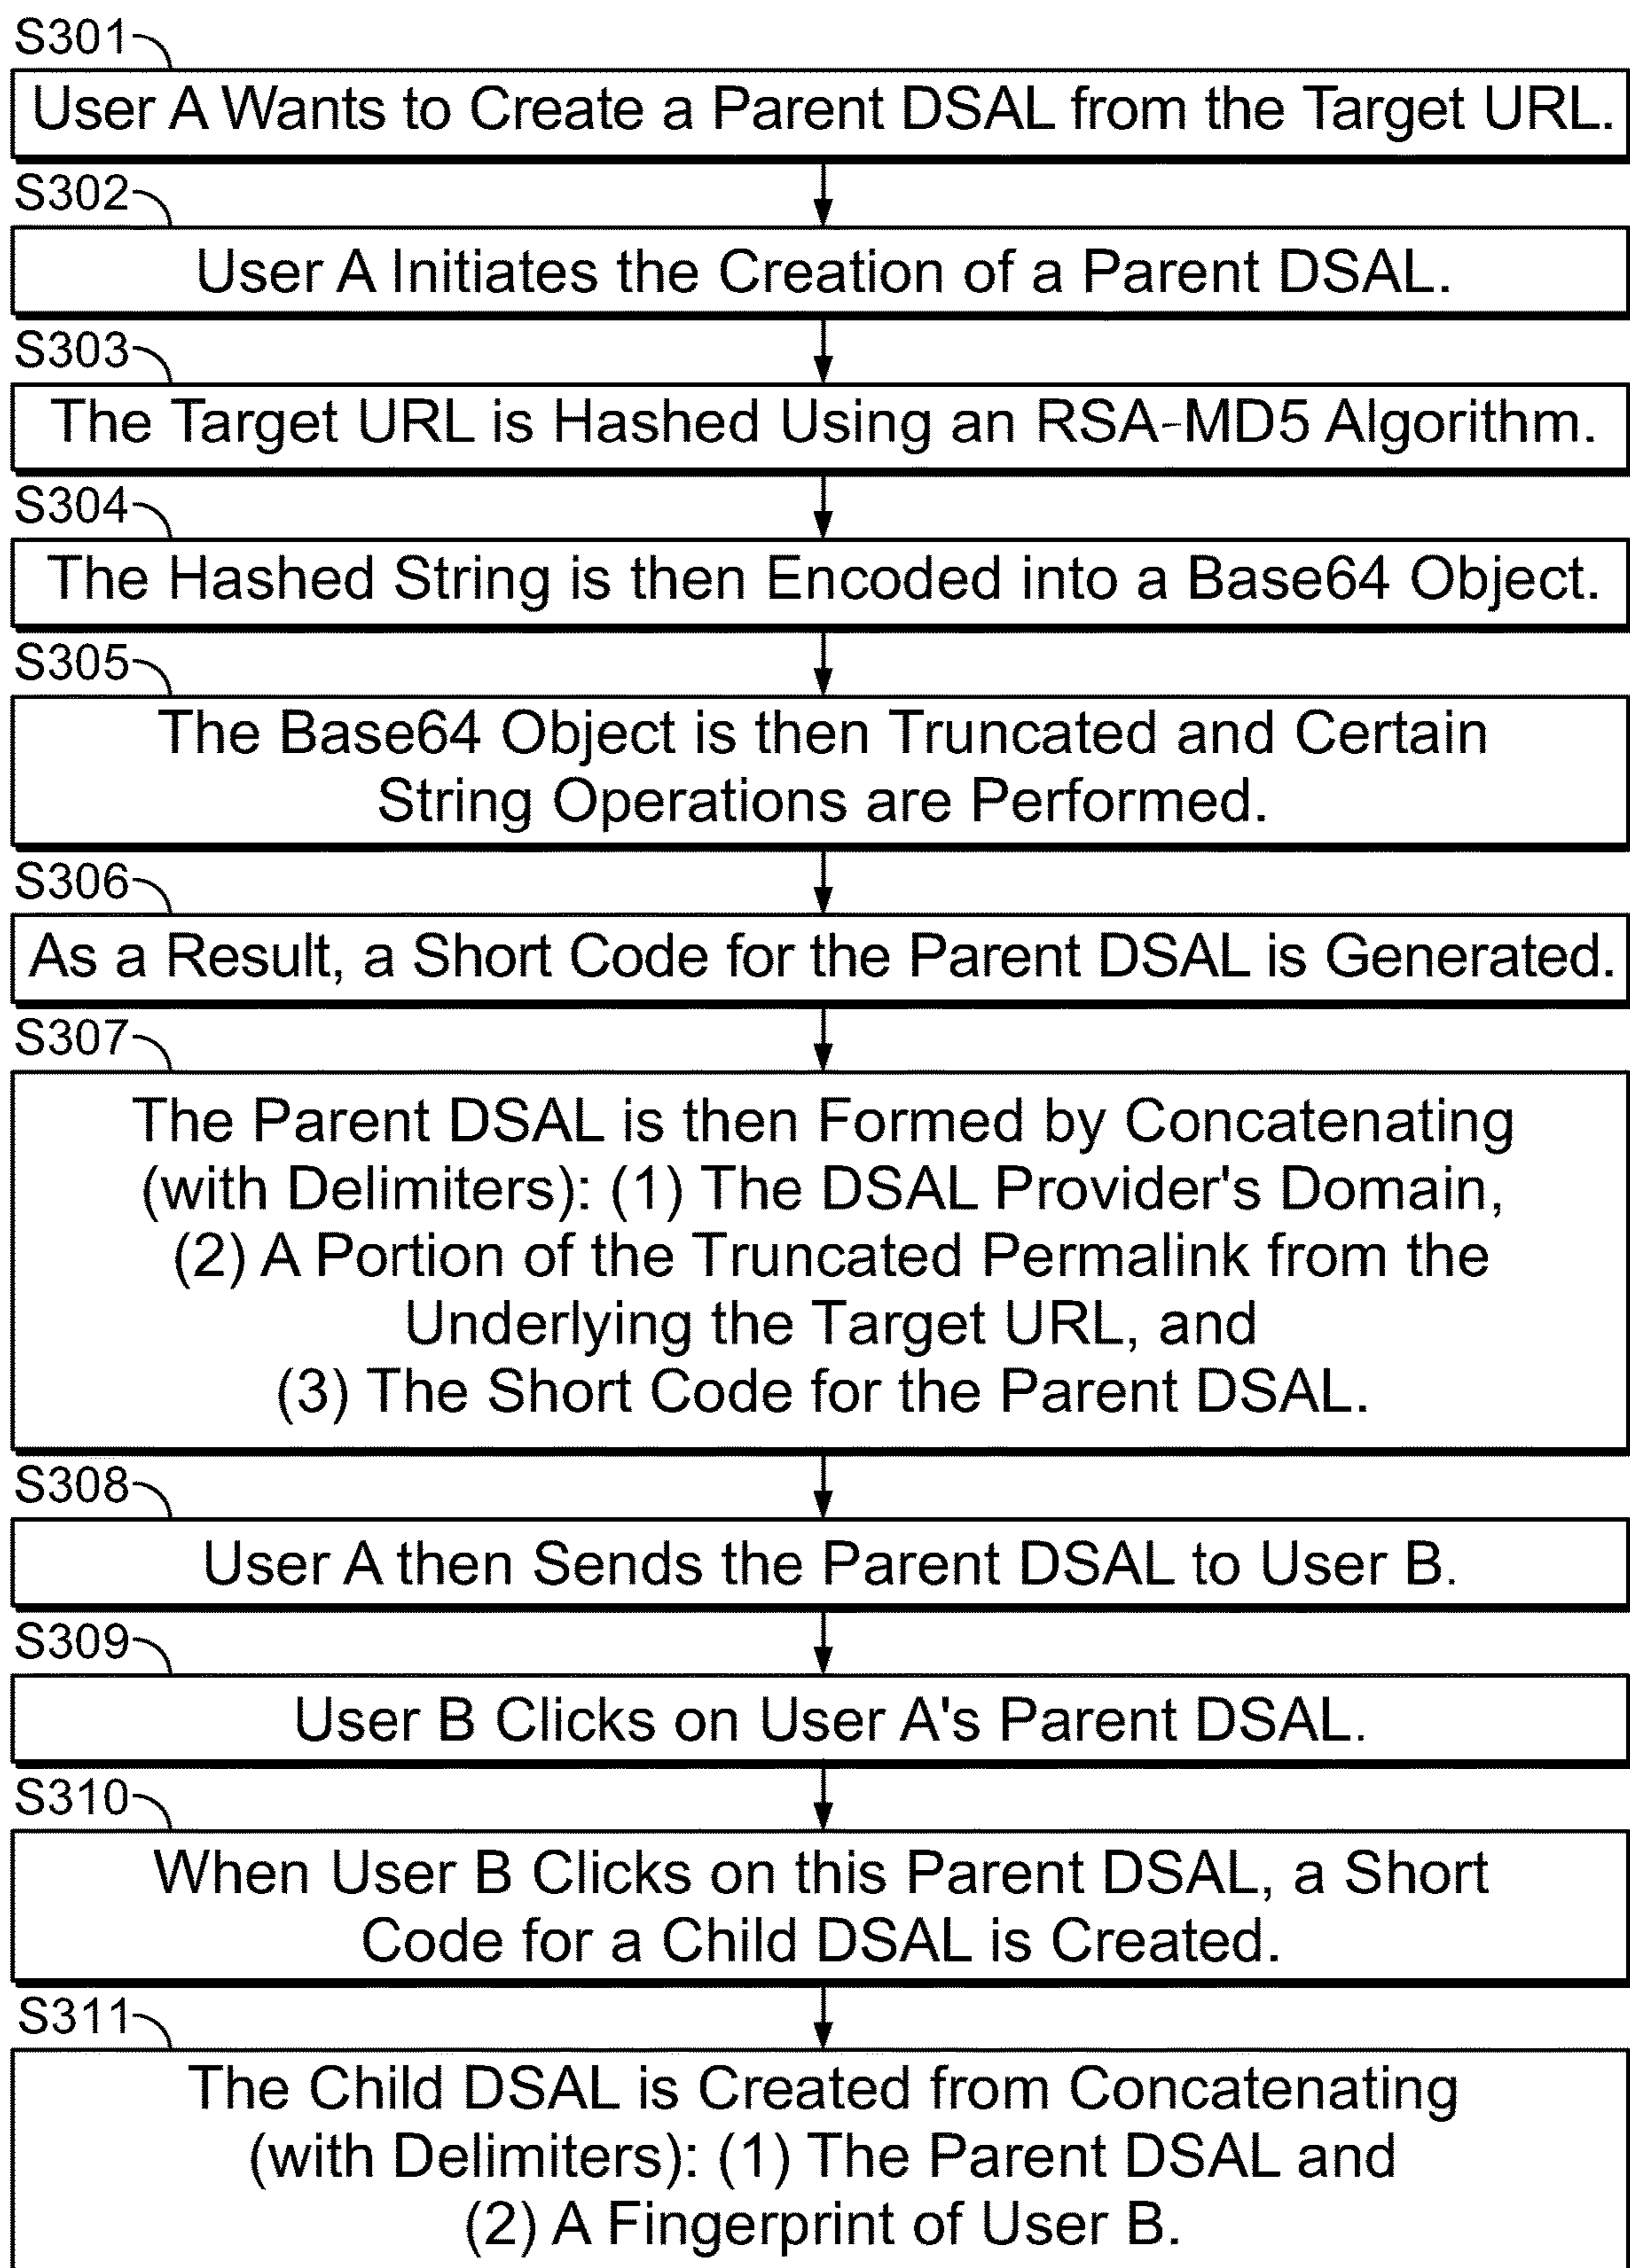 S301
User A Wants to Create a Parent DSAL from the Target URL.
S302
User A Initiates the Creation of a Parent DSAL.
S303
The Target URL is Hashed Using an RSA-MD5 Algorithm.
S304
The Hashed String is then Encoded into a Base64 Object.
S305
The Base64 Object is then Truncated and Certain
String Operations are Performed.
S306
As a Result, a Short Code for the Parent DSAL is Generated.
S307
The Parent DSAL is then Formed by Concatenating
(with Delimiters): (1) The DSAL Provider's Domain,
(2) A Portion of the Truncated Permalink from the
Underlying the Target URL, and
(3) The Short Code for the Parent DSAL.
S308
User A then Sends the Parent DSAL to User B.
S309
User B Clicks on User A's Parent DSAL.
S310
When User B Clicks on this Parent DSAL, a Short
Code for a Child DSAL is Created.
S311
The Child DSAL is Created from Concatenating
(with Delimiters): (1) The Parent DSAL and
(2) A Fingerprint of User B.